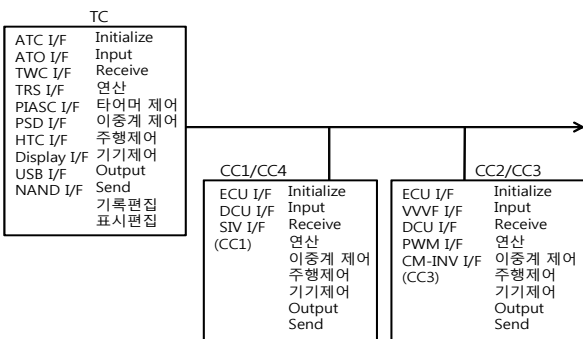 TC
ATC I/F Initialize
ATO I/F Input
TWC I/F Receive
TRS I/F 연산
PIASC I/F 타어머 제어
PSD I/F 이중계 제어
HTC I/F 주행제어
Display I/F 기기제어
USB I/F Output
NAND I/F Send
기록편집
표시편집
CC1/CC4
ECU I/F Initialize
DCU I/F Input
SIV I/F Receive
(CC1) 연산
이중계 제어
주행제어
기기제어
Output
Send
CC2/CC3
ECU I/F Initialize
VVVF I/F Input
DCU I/F Receive
PWM I/F 연산
CM-INV I/F 이중계 제어
(CC3) 주행제어
기기제어
Output
Send